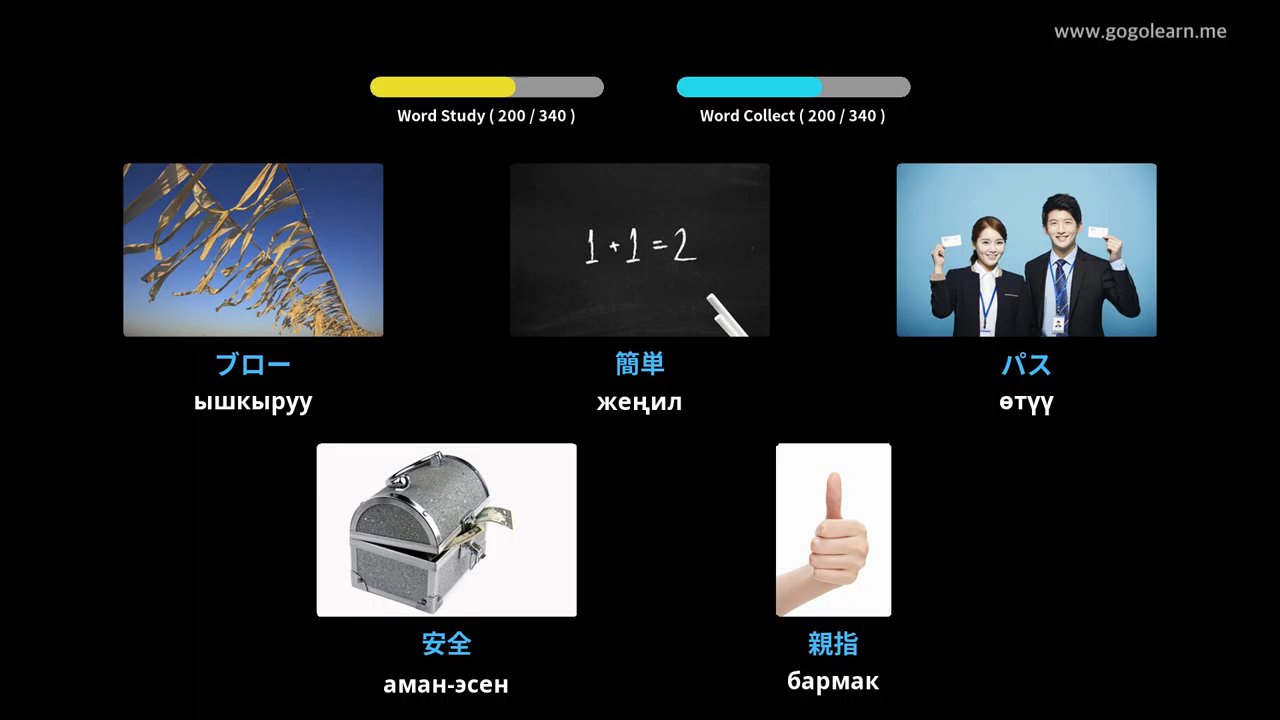 www.gogolearn.me
Word Study ( 200 / 340 )
Word Collect ( 200 / 340 )
1+1=2
ブロー
ышкыруу
簡単
жеңил
パス
өтүү
安全
аман-эсен
親指
бармак